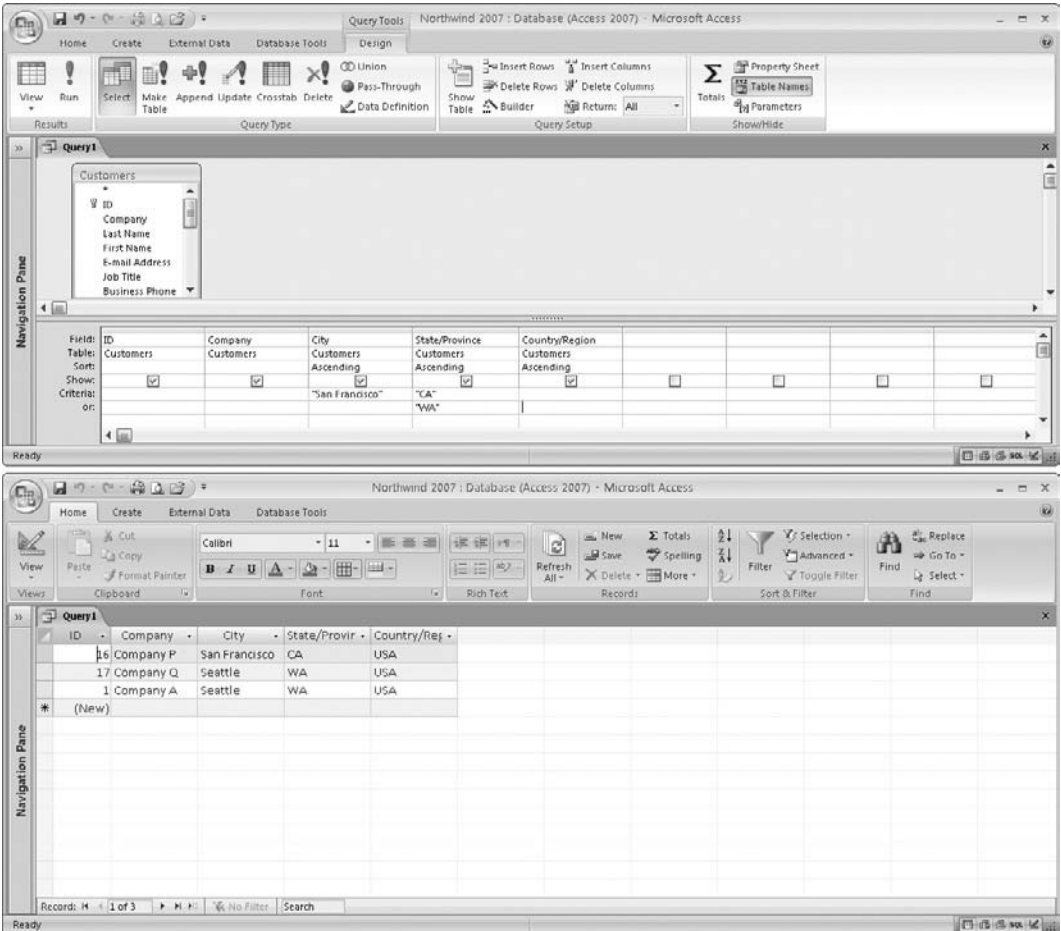 Query Tools Northwind 2007 : Database (Access 2007) - Microsoft Access
Home Create External Data Database Tools Design
View Run Select Make Table Append Update Crosstab Delete
Union
Pass-Through
Data Definition
Show Table
Insert Rows
Delete Rows
Builder
Insert Columns
Delete Columns
Return: All
Totals
Property Sheet
Table Names
Parameters
Results Query Type Query Setup Show/Hide
Query1
Navigation Pane
Customers
*
ID
Company
Last Name
First Name
E-mail Address
Job Title
Business Phone
Field: ID Company City State/Province Country/Region
Table: Customers Customers Customers Customers Customers
Sort: Ascending Ascending Ascending
Show:
Criteria: "San Francisco" "CA"
or: "WA"
Ready SQL
Northwind 2007 : Database (Access 2007) - Microsoft Access
Home Create External Data Database Tools
View
Paste
Cut
Copy
Format Painter
Calibri 11
B I U A
Refresh All
New
Save
Delete
Totals
Spelling
More
Filter
Selection
Advanced
Toggle Filter
Find
Replace
Go To
Select
Views Clipboard Font Rich Text Records Sort & Filter Find
Query1
Navigation Pane
ID Company City State/Provir Country/Reg
16 Company P San Francisco CA USA
17 Company Q Seattle WA USA
1 Company A Seattle WA USA
* (New)
Record: 1 of 3 No Filter Search
Ready SQL